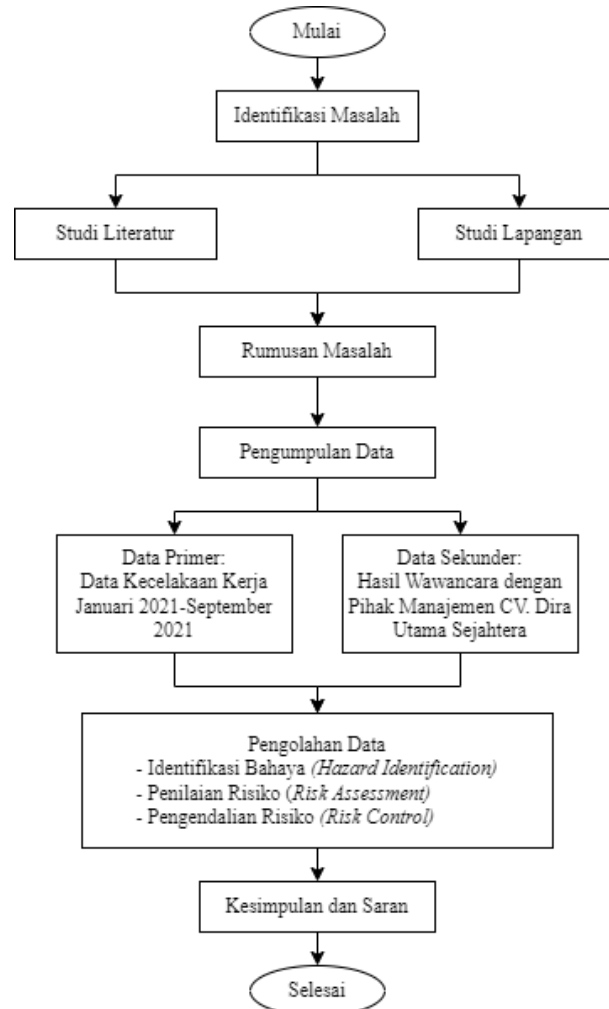 Mulai
Identifikasi Masalah
Studi Literatur
Studi Lapangan
Rumusan Masalah
Pengumpulan Data
Data Primer:
Data Kecelakaan Kerja
Januari 2021-September
2021
Data Sekunder:
Hasil Wawancara dengan
Pihak Manajemen CV. Dira
Utama Sejahtera
Pengolahan Data
- Identifikasi Bahaya (Hazard Identification)
- Penilaian Risiko (Risk Assessment)
- Pengendalian Risiko (Risk Control)
Kesimpulan dan Saran
Selesai